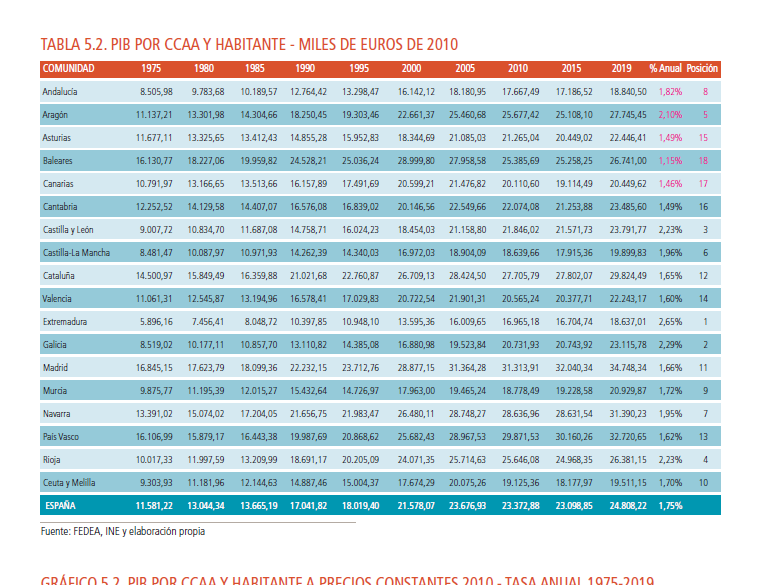 TABLA 5.2. PIB POR CCAA Y HABITANTE - MILES DE EUROS DE 2010
COMUNIDAD 1975 1980 1985 1990 1995 2000 2005 2010 2015 2019 % Anual Posición
Andalucía 8.505,98 9.783,68 10.189,57 12.764,42 13.298,47 16.142,12 18.180,95 17.667,49 17.186,52 18.840,50 1,82% 8
Aragón 11.137,21 13.301,98 14.304,66 18.250,45 19.303,46 22.661,37 25.460,68 25.677,42 25.108,10 27.745,45 2,10% 5
Asturias 11.677,11 13.325,65 13.412,43 14.855,28 15.952,83 18.344,69 21.085,03 21.265,04 20.449,02 22.446,41 1,49% 15
Baleares 16.130,77 18.227,06 19.959,82 24.528,21 25.036,24 28.999,80 27.958,58 25.385,69 25.258,25 26.741,00 1,15% 18
Canarias 10.791,97 13.166,65 13.513,66 16.157,89 17.491,69 20.599,21 21.476,82 20.110,60 19.114,49 20.449,62 1,46% 17
Cantabria 12.252,52 14.129,58 14.407,07 16.576,08 16.839,02 20.146,56 22.549,66 22.074,08 21.253,88 23.485,60 1,49% 16
Castilla y León 9.007,72 10.834,70 11.687,08 14.758,71 16.024,23 18.454,03 21.158,80 21.846,02 21.571,73 23.791,77 2,23% 3
Castilla-La Mancha 8.481,47 10.087,97 10.971,93 14.262,39 14.340,03 16.972,03 18.904,09 18.639,66 17.915,36 19.899,83 1,96% 6
Cataluña 14.500,97 15.849,49 16.359,88 21.021,68 22.760,87 26.709,13 28.424,50 27.705,79 27.802,07 29.824,49 1,65% 12
Valencia 11.061,31 12.545,87 13.194,96 16.578,41 17.029,83 20.722,54 21.901,31 20.565,24 20.377,71 22.243,17 1,60% 14
Extremadura 5.896,16 7.456,41 8.048,72 10.397,85 10.948,10 13.595,36 16.009,65 16.965,18 16.704,74 18.637,01 2,65% 1
Galicia 8.519,02 10.177,11 10.857,70 13.110,82 14.385,08 16.880,98 19.523,84 20.731,93 20.743,92 23.115,78 2,29% 2
Madrid 16.845,15 17.623,79 18.099,36 22.232,15 23.712,76 28.877,15 31.364,28 31.313,91 32.040,34 34.748,34 1,66% 11
Murcia 9.875,77 11.195,39 12.015,27 15.432,64 14.726,97 17.963,00 19.465,24 18.778,49 19.228,58 20.929,87 1,72% 9
Navarra 13.391,02 15.074,02 17.204,05 21.656,75 21.983,47 26.480,11 28.748,27 28.636,96 28.631,54 31.390,23 1,95% 7
País Vasco 16.106,99 15.879,17 16.443,38 19.987,69 20.868,62 25.682,43 28.967,53 29.871,53 30.160,26 32.720,65 1,62% 13
Rioja 10.017,33 11.997,59 13.209,99 18.691,17 20.205,09 24.071,35 25.714,63 25.646,08 24.968,35 26.381,15 2,23% 4
Ceuta y Melilla 9.303,93 11.181,96 12.144,63 14.887,46 15.004,37 17.674,29 20.075,26 19.125,36 18.177,97 19.511,15 1,70% 10
ESPAÑA 11.581,22 13.044,34 13.665,19 17.041,82 18.019,40 21.578,07 23.676,93 23.372,88 23.098,85 24.808,22 1,75%
Fuente: FEDEA, INE y elaboración propia
GRÁFICO 5.2. PIB POR CCAA Y HABITANTE A PRECIOS CONSTANTES 2010 - TASA ANUAL 1975-2019